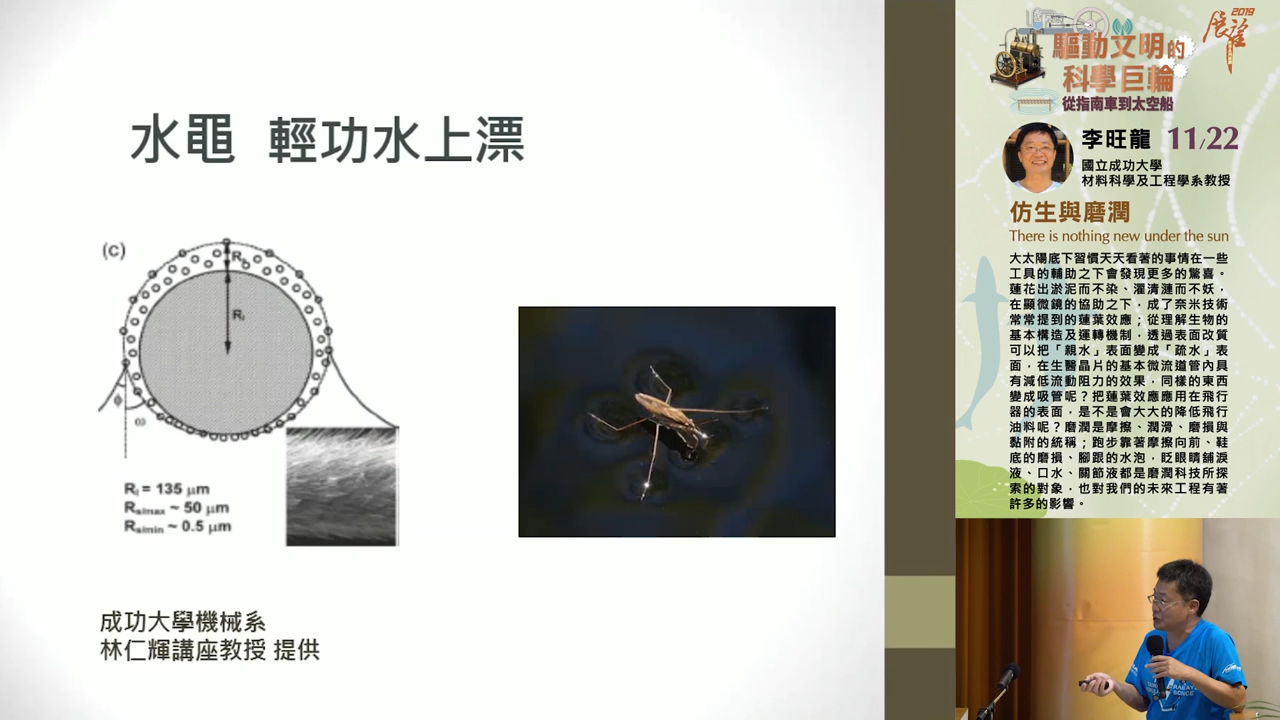 水黽 輕功水上漂
(c)
Ri
φ
ω
Ri = 135 μm
Rs/max ~ 50 μm
Rs/min ~ 0.5 μm
成功大學機械系
林仁輝講座教授 提供
2019
展望
驅動文明的
科學巨輪
從指南車到太空船
李旺龍 11/22
國立成功大學
材料科學及工程學系教授
仿生與磨潤
There is nothing new under the sun
大太陽底下習慣天天看著的事情在一些
工具的輔助之下會發現更多的驚喜。
蓮花出淤泥而不染、濯清漣而不妖，
在顯微鏡的協助之下，成了奈米技術
常常提到的蓮葉效應；從理解生物的
基本構造及運轉機制，透過表面改質
可以把「親水」表面變成「疏水」表
面，在生醫晶片的基本微流道管內具
有減低流動阻力的效果，同樣的東西
變成吸管呢？把蓮葉效應應用在飛行
器的表面，是不是會大大的降低飛行
油料呢？磨潤是摩擦、潤滑、磨損與
黏附的統稱；跑步靠著摩擦向前、鞋
底的磨損、腳跟的水泡，眨眼睛舖淚
液、口水、關節液都是磨潤科技所探
索的對象，也對我們的未來工程有著
許多的影響。